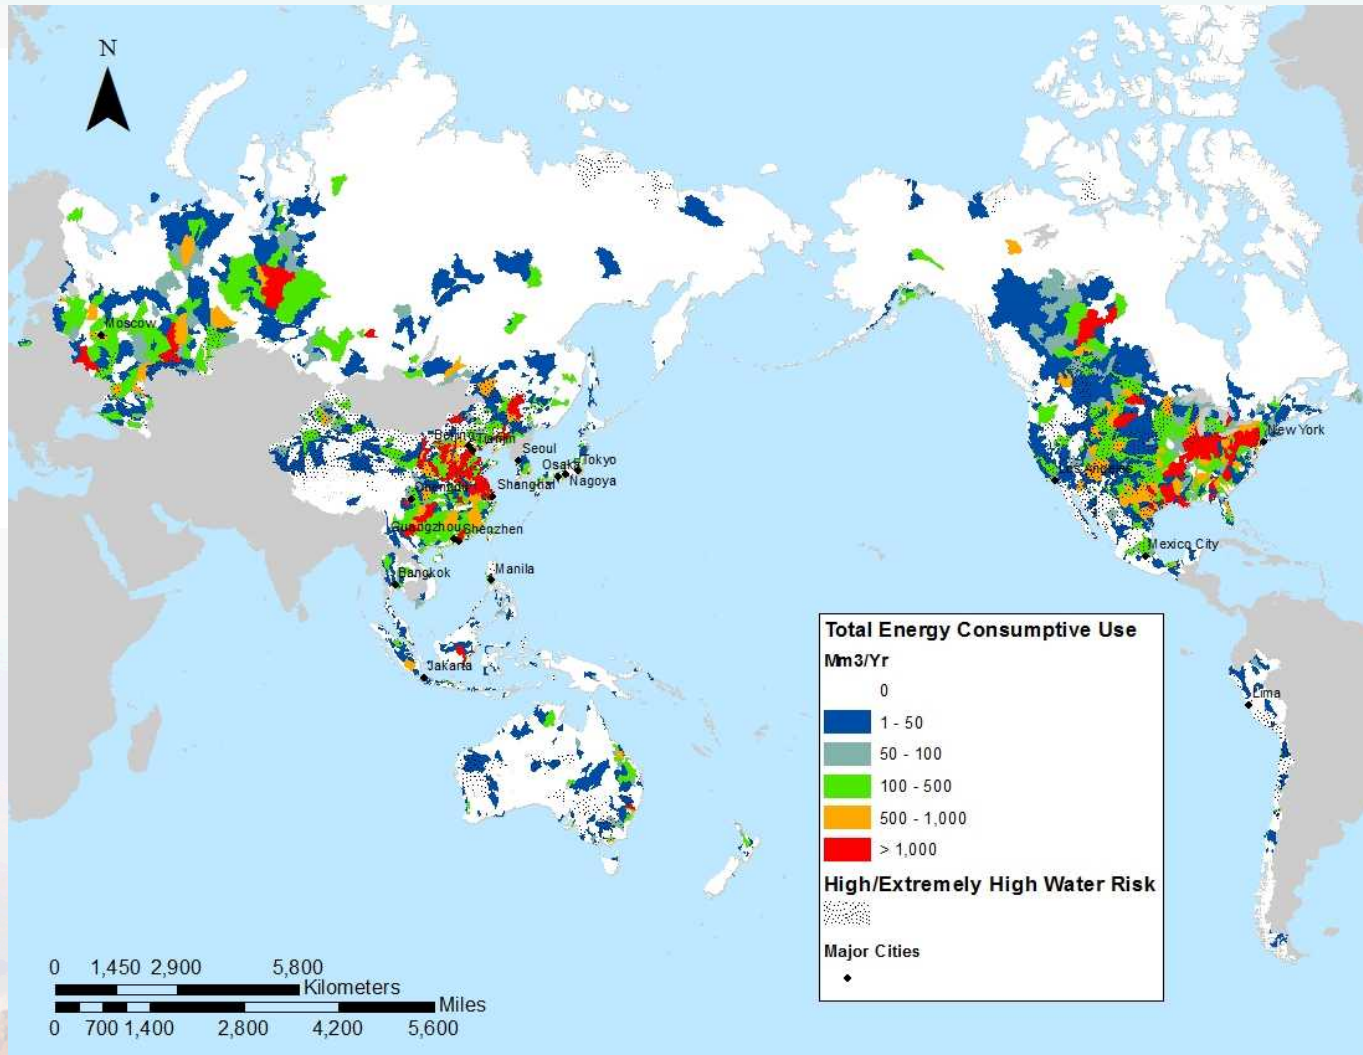 N
Moscow
Beijing
Tianjin
Seoul
Osaka
Tokyo
Nagoya
Shanghai
Chengdu
Guangzhou
Shenzhen
Bangkok
Manila
Jakarta
New York
Los Angeles
Mexico City
Lima
Total Energy Consumptive Use
Mm3/Yr
0
1 - 50
50 - 100
100 - 500
500 - 1,000
> 1,000
High/Extremely High Water Risk
Major Cities
0 1,450 2,900 5,800
Kilometers
Miles
0 700 1,400 2,800 4,200 5,600